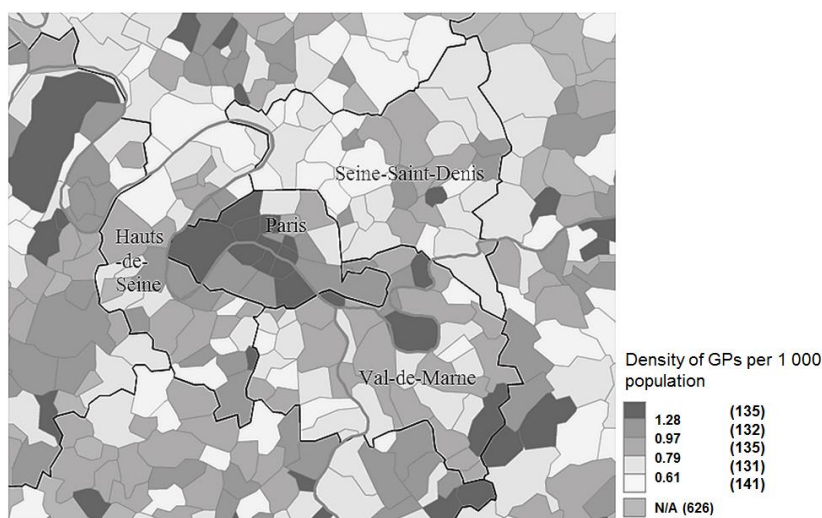 Seine-Saint-Denis
Paris
Hauts
-de-
Seine
Val-de-Marne
Density of GPs per 1 000
population
(135)
1.28
(132)
0.97
(135)
0.79
(131)
0.61
(141)
N/A (626)